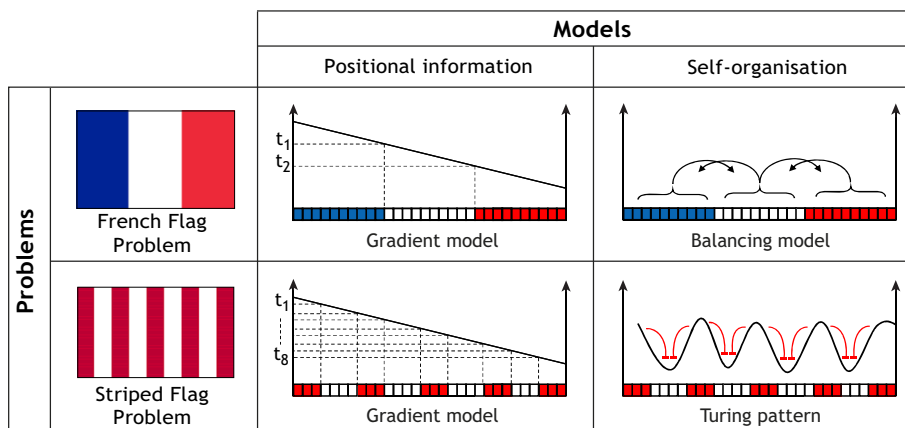 Models
Positional information
Self-organisation
Problems
French Flag
Problem
t1
t2
Gradient model
Balancing model
Striped Flag
Problem
t1
t8
Gradient model
Turing pattern